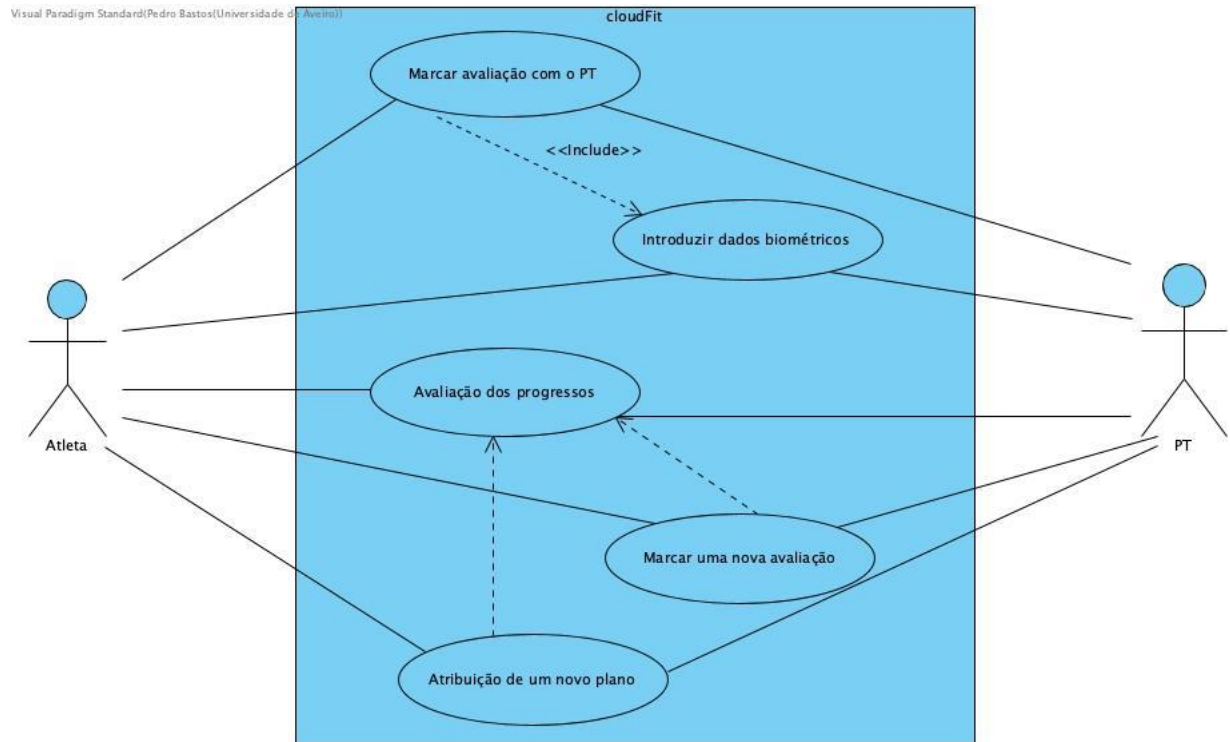 Visual Paradigm Standard(Pedro Bastos(Universidade de Aveiro))
cloudFit
Marcar avaliação com o PT
<<Include>>
Introduzir dados biométricos
Avaliação dos progressos
Atleta
PT
Marcar uma nova avaliação
Atribuição de um novo plano